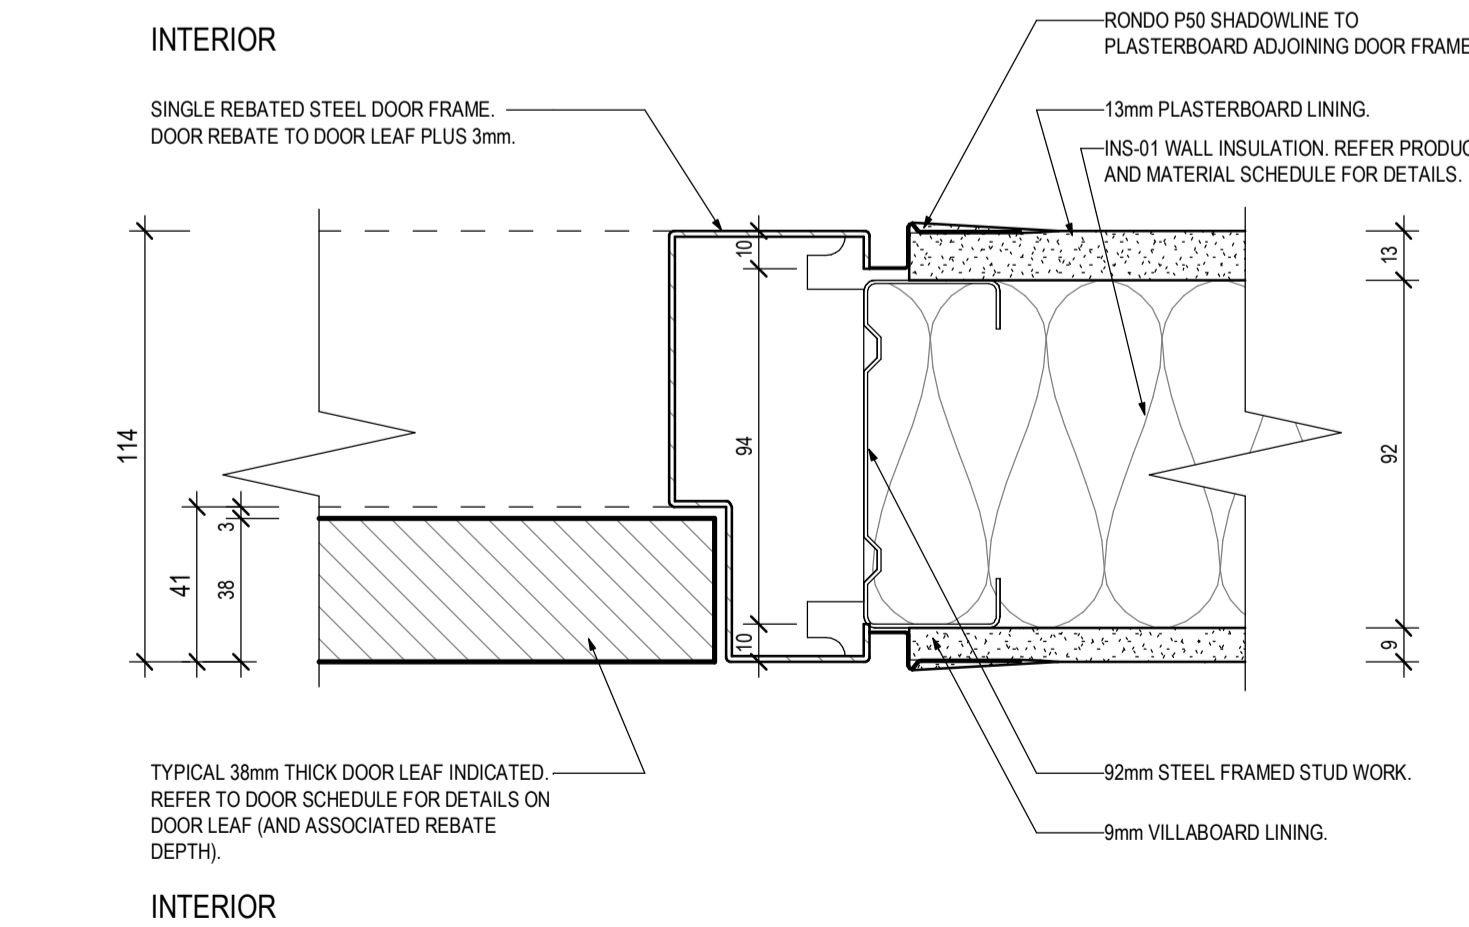 INTERIOR
RONDO P50 SHADOWLINE TO
PLASTERBOARD ADJOINING DOOR FRAME
SINGLE REBATED STEEL DOOR FRAME.
DOOR REBATE TO DOOR LEAF PLUS 3mm.
13mm PLASTERBOARD LINING.
INS-01 WALL INSULATION. REFER PRODUC
AND MATERIAL SCHEDULE FOR DETAILS.
10
13
114
94
92
3
41
38
10
9
TYPICAL 38mm THICK DOOR LEAF INDICATED.
REFER TO DOOR SCHEDULE FOR DETAILS ON
DOOR LEAF (AND ASSOCIATED REBATE
DEPTH).
92mm STEEL FRAMED STUD WORK.
9mm VILLABOARD LINING.
INTERIOR